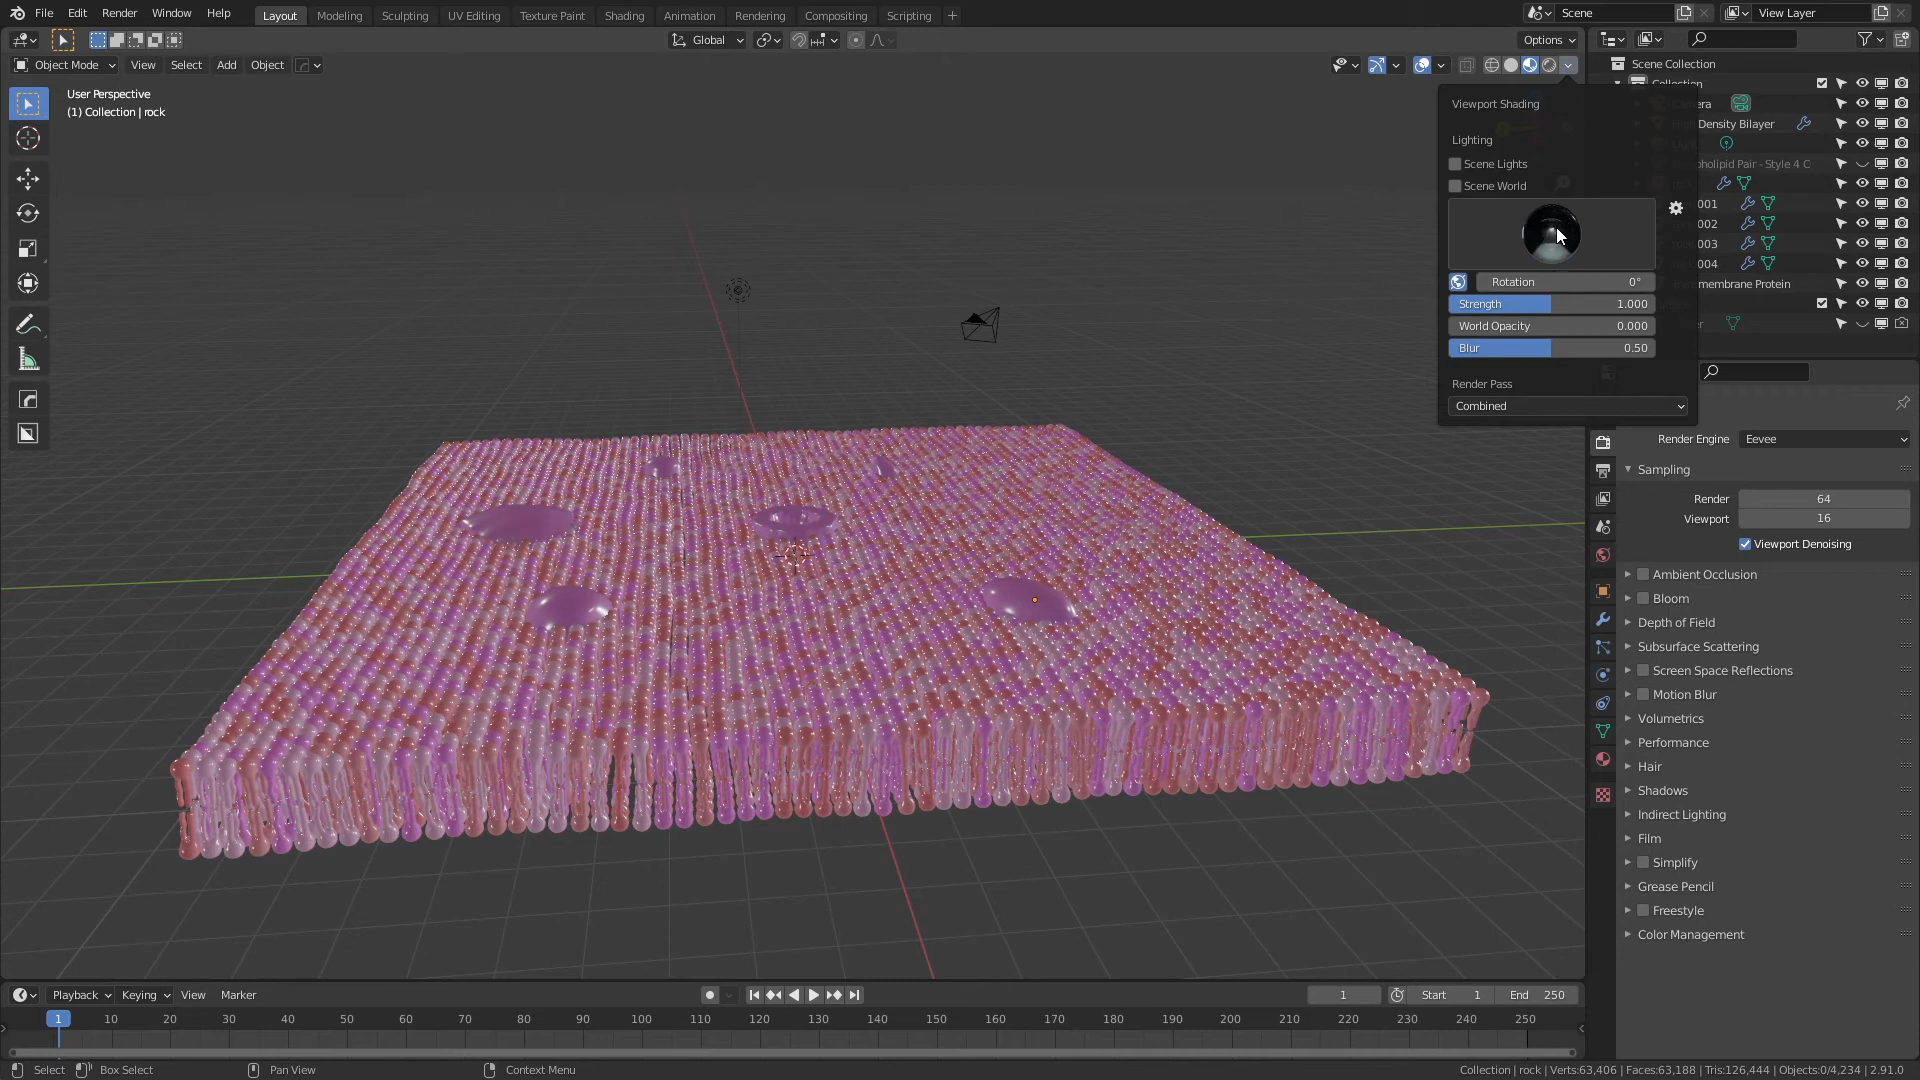 File Edit Render Window Help Layout Modeling Sculpting UV Editing Texture Paint Shading Animation Rendering Compositing Scripting + Scene View Layer
Global Options
Object Mode View Select Add Object
User Perspective
(1) Collection | rock
Viewport Shading
Lighting
Scene Lights
Scene World
Rotation 0°
Strength 1.000
World Opacity 0.000
Blur 0.50
Render Pass
Combined
Scene Collection
Collection
Density Bilayer
Pair - Style 4 C
001
002
003
004
Protein
Render Engine Eevee
Sampling
Render 64
Viewport 16
Viewport Denoising
Ambient Occlusion
Bloom
Depth of Field
Subsurface Scattering
Screen Space Reflections
Motion Blur
Volumetrics
Performance
Hair
Shadows
Indirect Lighting
Film
Simplify
Grease Pencil
Freestyle
Color Management
Playback Keying View Marker 1 Start 1 End 250
1 10 20 30 40 50 60 70 80 90 100 110 120 130 140 150 160 170 180 190 200 210 220 230 240 250
Select Box Select Pan View Context Menu Collection | rock | Verts:63,406 | Faces:63,188 | Tris:126,444 | Objects:0/4,234 | 2.91.0